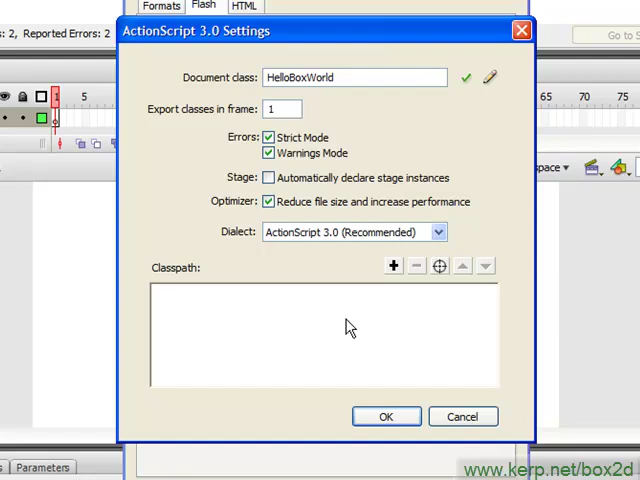 Formats Flash HTML
s: 2, Reported Errors: 2
Go to S
ActionScript 3.0 Settings
1 5 65 70 75
Document class: HelloBoxWorld
Export classes in frame: 1
Errors: Strict Mode
Warnings Mode
space
Stage: Automatically declare stage instances
Optimizer: Reduce file size and increase performance
Dialect: ActionScript 3.0 (Recommended)
Classpath:
OK Cancel
s Parameters
www.kerp.net/box2d